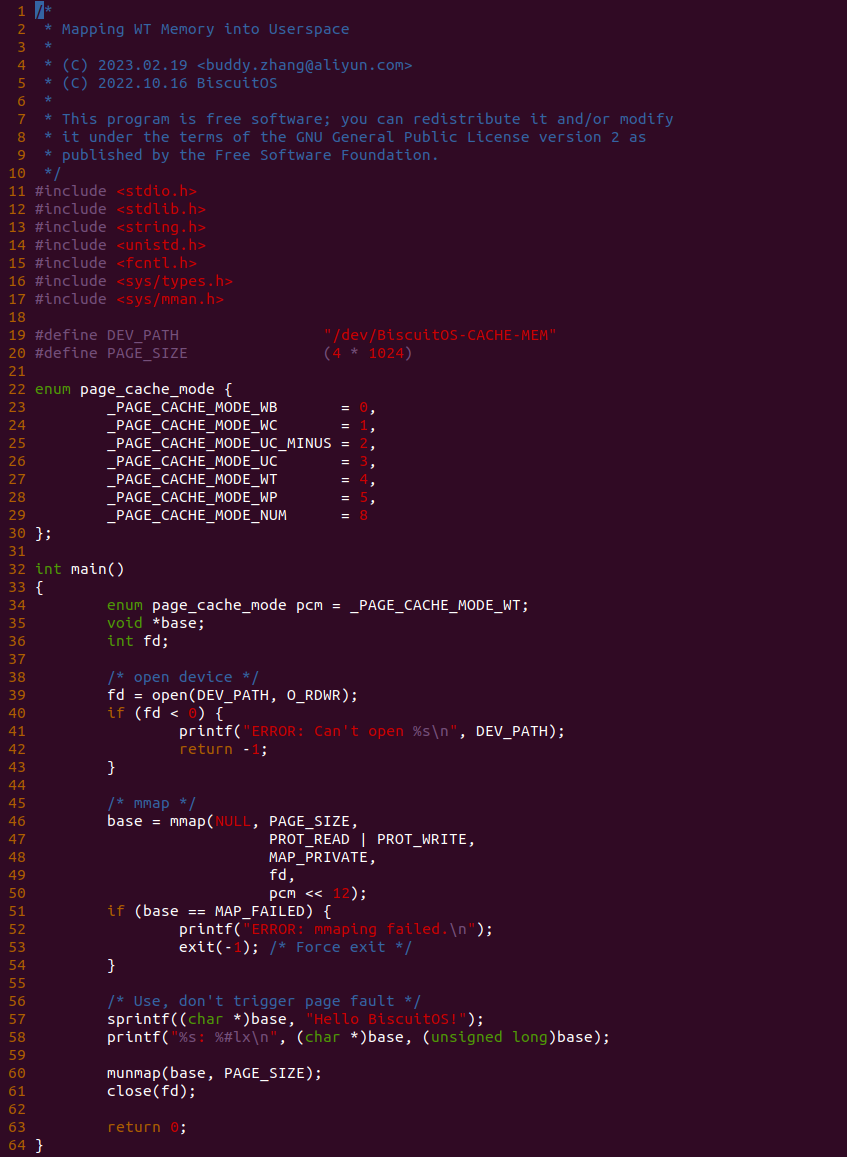 1 /*
2  * Mapping WT Memory into Userspace
3  *
4  * (C) 2023.02.19 <buddy.zhang@aliyun.com>
5  * (C) 2022.10.16 BiscuitOS
6  *
7  * This program is free software; you can redistribute it and/or modify
8  * it under the terms of the GNU General Public License version 2 as
9  * published by the Free Software Foundation.
10  */
11 #include <stdio.h>
12 #include <stdlib.h>
13 #include <string.h>
14 #include <unistd.h>
15 #include <fcntl.h>
16 #include <sys/types.h>
17 #include <sys/mman.h>
18
19 #define DEV_PATH                "/dev/BiscuitOS-CACHE-MEM"
20 #define PAGE_SIZE               (4 * 1024)
21
22 enum page_cache_mode {
23         _PAGE_CACHE_MODE_WB       = 0,
24         _PAGE_CACHE_MODE_WC       = 1,
25         _PAGE_CACHE_MODE_UC_MINUS = 2,
26         _PAGE_CACHE_MODE_UC       = 3,
27         _PAGE_CACHE_MODE_WT       = 4,
28         _PAGE_CACHE_MODE_WP       = 5,
29         _PAGE_CACHE_MODE_NUM      = 8
30 };
31
32 int main()
33 {
34         enum page_cache_mode pcm = _PAGE_CACHE_MODE_WT;
35         void *base;
36         int fd;
37
38         /* open device */
39         fd = open(DEV_PATH, O_RDWR);
40         if (fd < 0) {
41                 printf("ERROR: Can't open %s\n", DEV_PATH);
42                 return -1;
43         }
44
45         /* mmap */
46         base = mmap(NULL, PAGE_SIZE,
47                           PROT_READ | PROT_WRITE,
48                           MAP_PRIVATE,
49                           fd,
50                           pcm << 12);
51         if (base == MAP_FAILED) {
52                 printf("ERROR: mmaping failed.\n");
53                 exit(-1); /* Force exit */
54         }
55
56         /* Use, don't trigger page fault */
57         sprintf((char *)base, "Hello BiscuitOS!");
58         printf("%s: %#lx\n", (char *)base, (unsigned long)base);
59
60         munmap(base, PAGE_SIZE);
61         close(fd);
62
63         return 0;
64 }